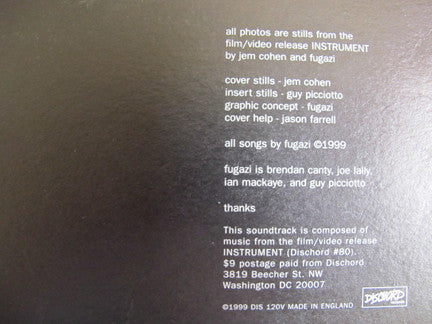 all photos are stills from the
film/video release INSTRUMENT
by jem cohen and fugazi
cover stills - jem cohen
insert stills - guy picciotto
graphic concept - fugazi
cover help - jason farrell
all songs by fugazi ©1999
fugazi is brendan canty, joe lally,
ian mackaye, and guy picciotto
thanks
This soundtrack is composed of
music from the film/video release
INSTRUMENT (Dischord #80).
$9 postage paid from Dischord
3819 Beecher St. NW
Washington DC 20007
©1999 DIS 120V MADE IN ENGLAND
DISCHORD